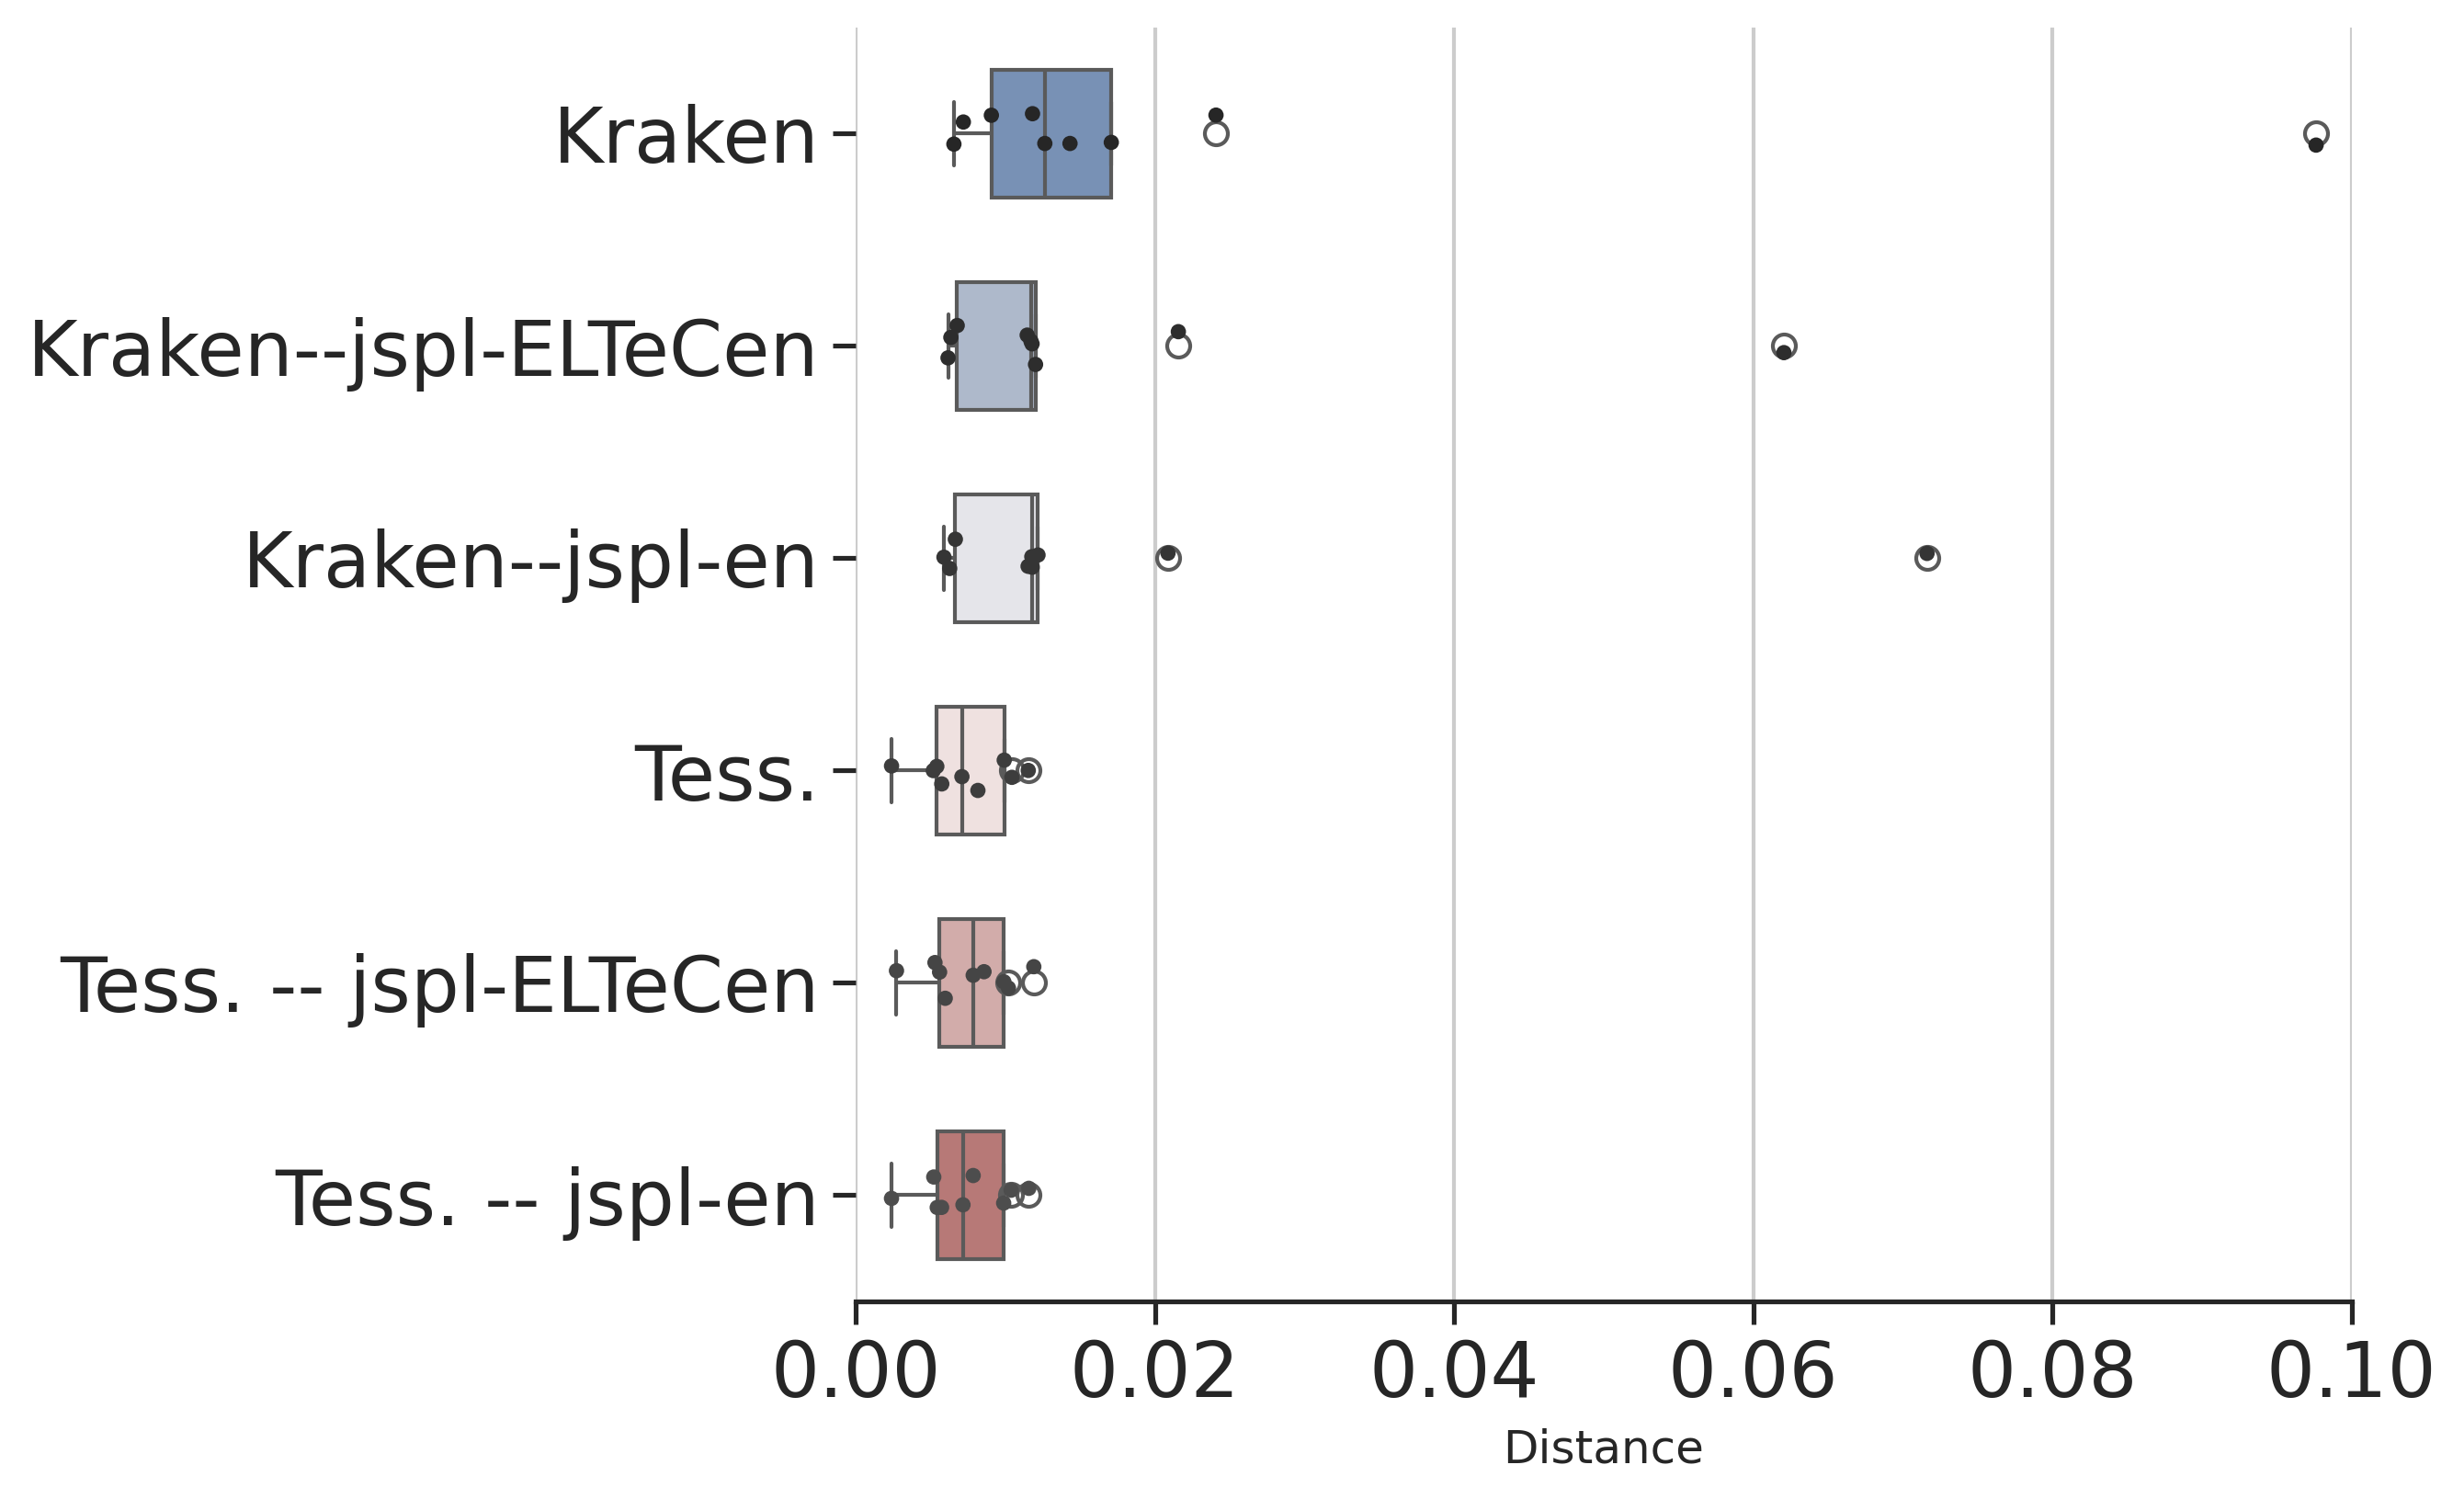 Kraken
Kraken--jspl-ELTeCen
Kraken--jspl-en
Tess.
Tess. -- jspl-ELTeCen
Tess. -- jspl-en
0.00 0.02 0.04 0.06 0.08 0.10
Distance